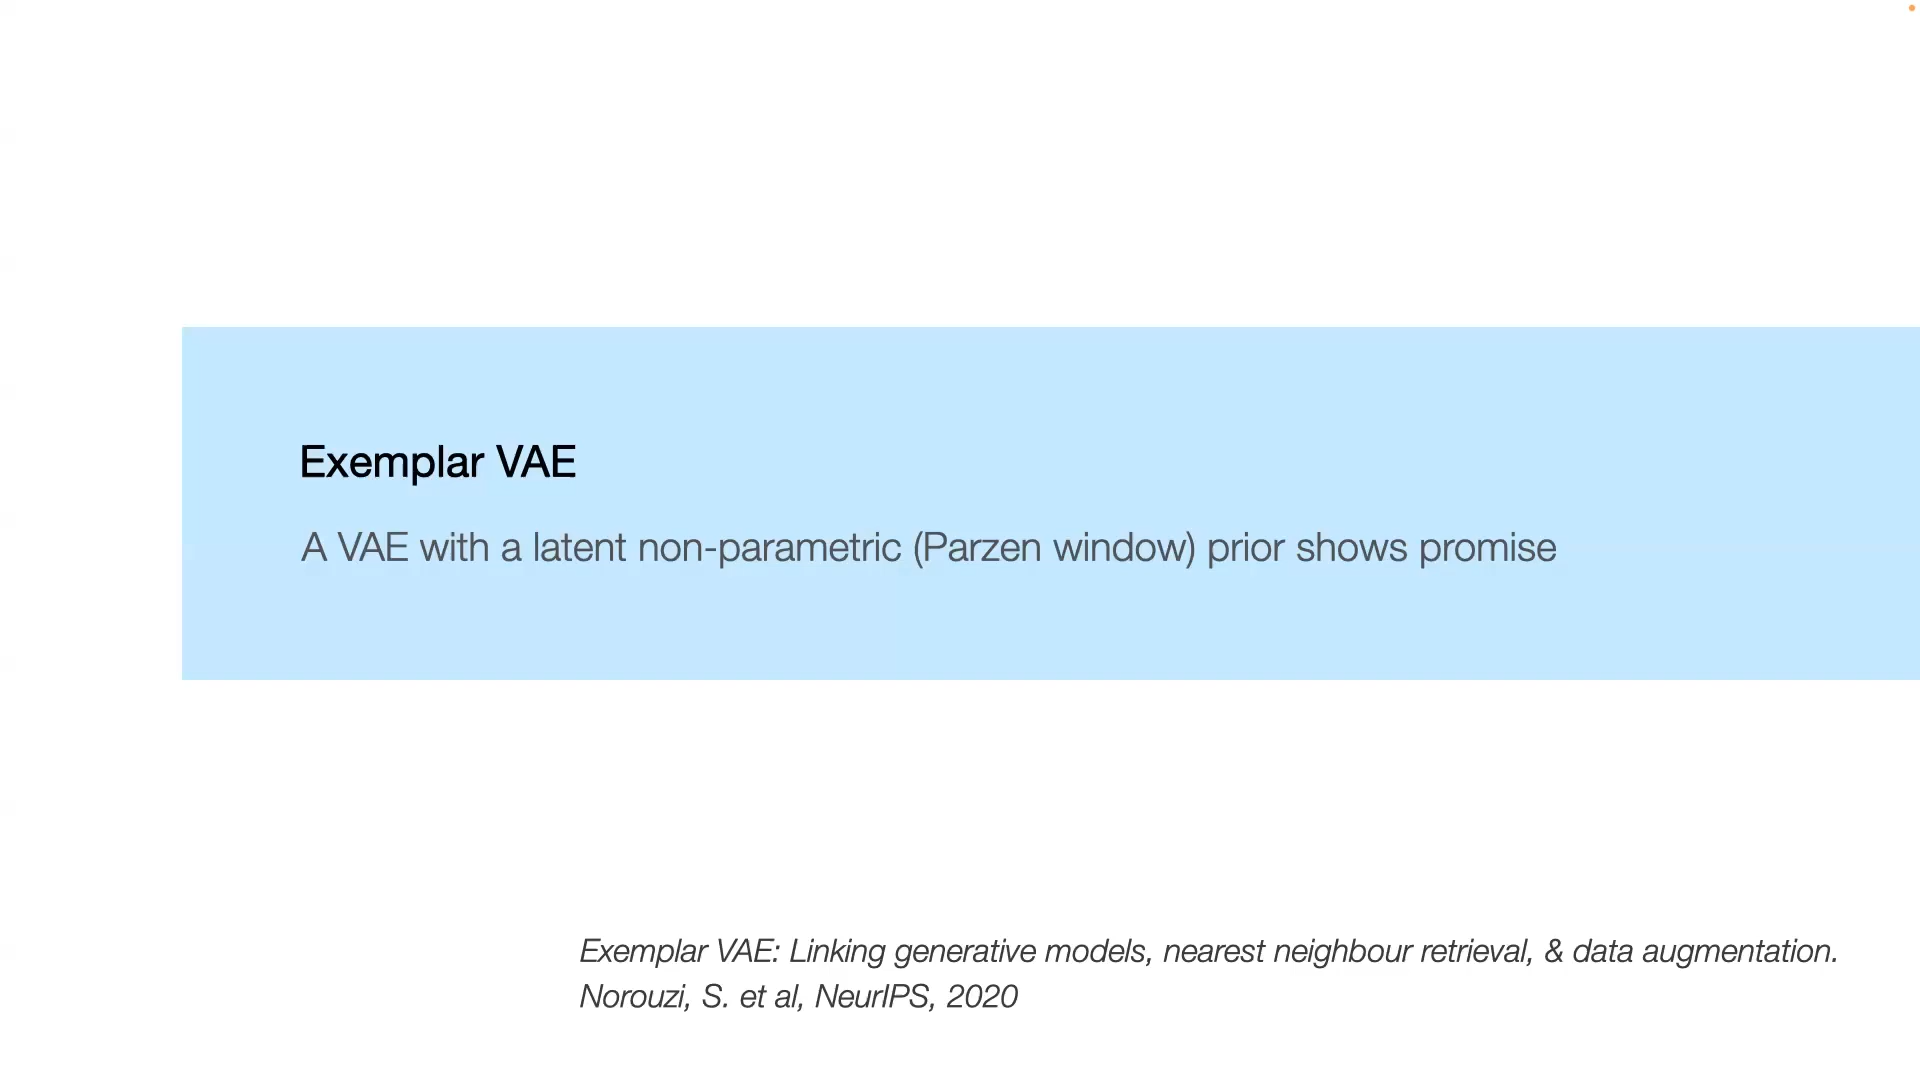 Exemplar VAE
A VAE with a latent non-parametric (Parzen window) prior shows promise
Exemplar VAE: Linking generative models, nearest neighbour retrieval, & data augmentation.
Norouzi, S. et al, NeurIPS, 2020